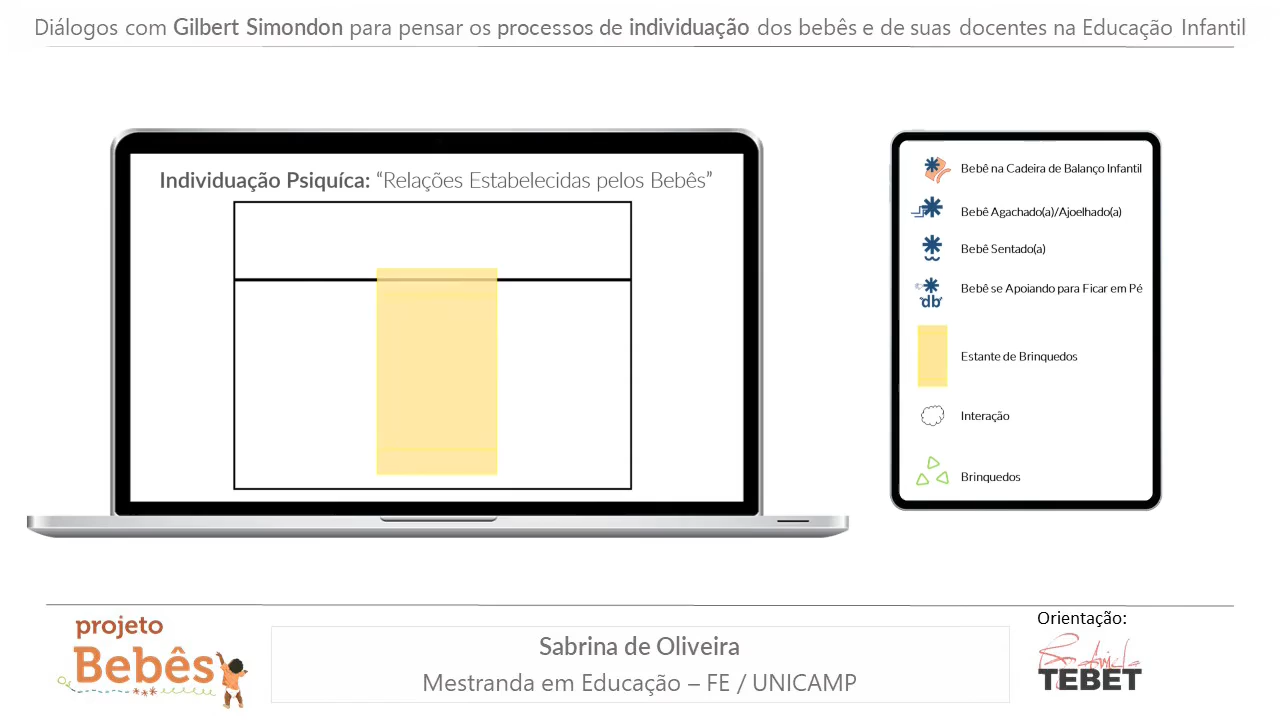 Diálogos com Gilbert Simondon para pensar os processos de individuação dos bebês e de suas docentes na Educação Infantil
Individuação Psiquíca: “Relações Estabelecidas pelos Bebês”
Bebê na Cadeira de Balanço Infantil
Bebê Agachado(a)/Ajoelhado(a)
Bebê Sentado(a)
Bebê se Apoiando para Ficar em Pé
Estante de Brinquedos
Interação
Brinquedos
projeto
Bebês
Sabrina de Oliveira
Mestranda em Educação – FE / UNICAMP
Orientação:
TEBET